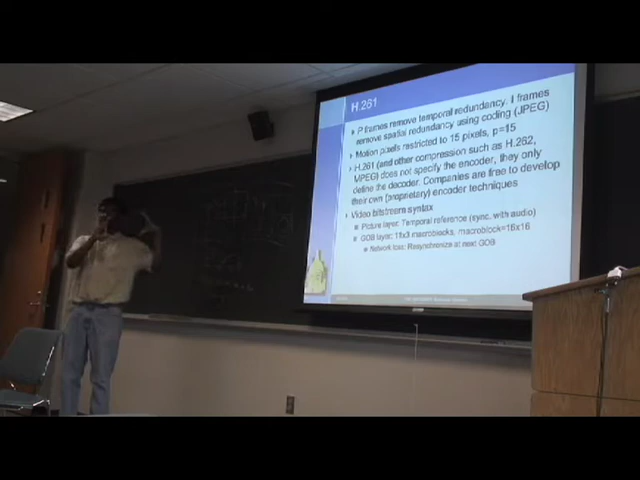 H.261
P frames remove temporal redundancy. I frames
remove spatial redundancy using coding (JPEG)
Motion pixels restricted to 15 pixels, p=15
H.261 (and other compression such as H.262,
MPEG) does not specify the encoder, they only
define the decoder. Companies are free to develop
their own (proprietary) encoder techniques
Video bitstream syntax
Picture layer: Temporal reference (sync. with audio)
GOB layer: 11x3 macroblocks, macroblock=16x16
Network loss: Resynchronize at next GOB